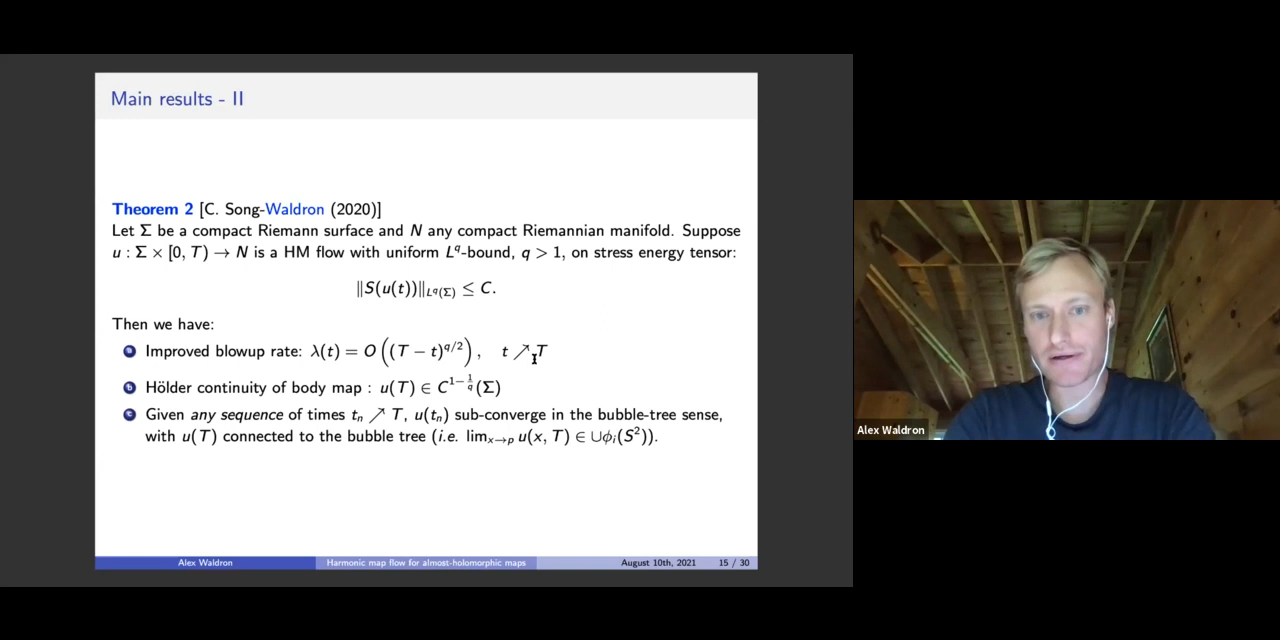 Main results - II
Theorem 2 [C. Song-Waldron (2020)]
Let Σ be a compact Riemann surface and N any compact Riemannian manifold. Suppose
u : Σ × [0, T) → N is a HM flow with uniform L^q-bound, q > 1, on stress energy tensor:
‖S(u(t))‖_{L^q(Σ)} ≤ C.
Then we have:
a Improved blowup rate: λ(t) = O((T − t)^{q/2}), t ↗ T
b Hölder continuity of body map : u(T) ∈ C^{1−1/q}(Σ)
c Given any sequence of times t_n ↗ T, u(t_n) sub-converge in the bubble-tree sense,
with u(T) connected to the bubble tree (i.e. lim_{x→p} u(x, T) ∈ ∪φ_i(S²)).
Alex Waldron Harmonic map flow for almost-holomorphic maps August 10th, 2021 15 / 30
Alex Waldron